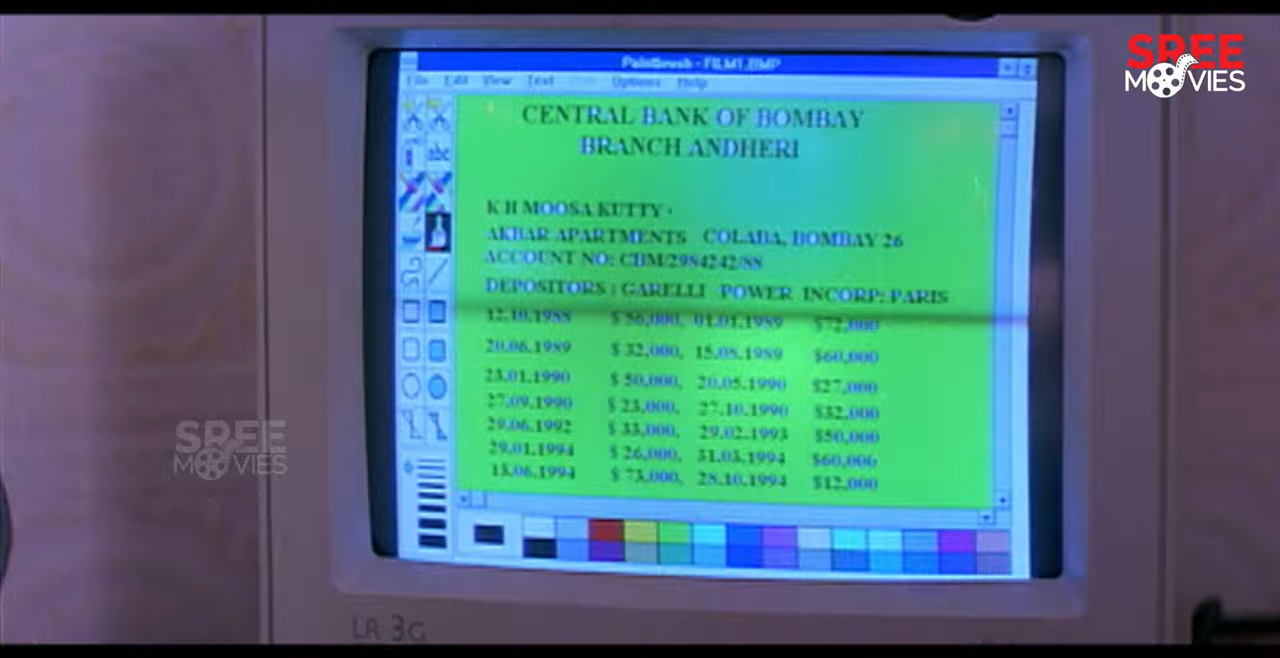 SREE
MOVIES
Paintbrush - FILM1.BMP
File Edit View Text Options Help
abc
CENTRAL BANK OF BOMBAY
BRANCH ANDHERI
K H MOOSA KUTTY
AKBAR APARTMENTS COLABA, BOMBAY 26
ACCOUNT NO: CBM/2984242/88
DEPOSITORS : GARELLI POWER INCORP: PARIS
12.10.1988 $ 56,000, 01.01.1989 $72,000
20.06.1989 $ 32,000, 15.08.1989 $60,000
23.01.1990 $ 50,000, 20.05.1990 $27,000
27.09.1990 $ 23,000, 27.10.1990 $32,000
29.06.1992 $ 33,000, 29.02.1993 $50,000
29.01.1994 $ 26,000, 31.03.1994 $60,000
13.06.1994 $ 73,000, 28.10.1994 $12,000
SREE
MOVIES
LR 3G